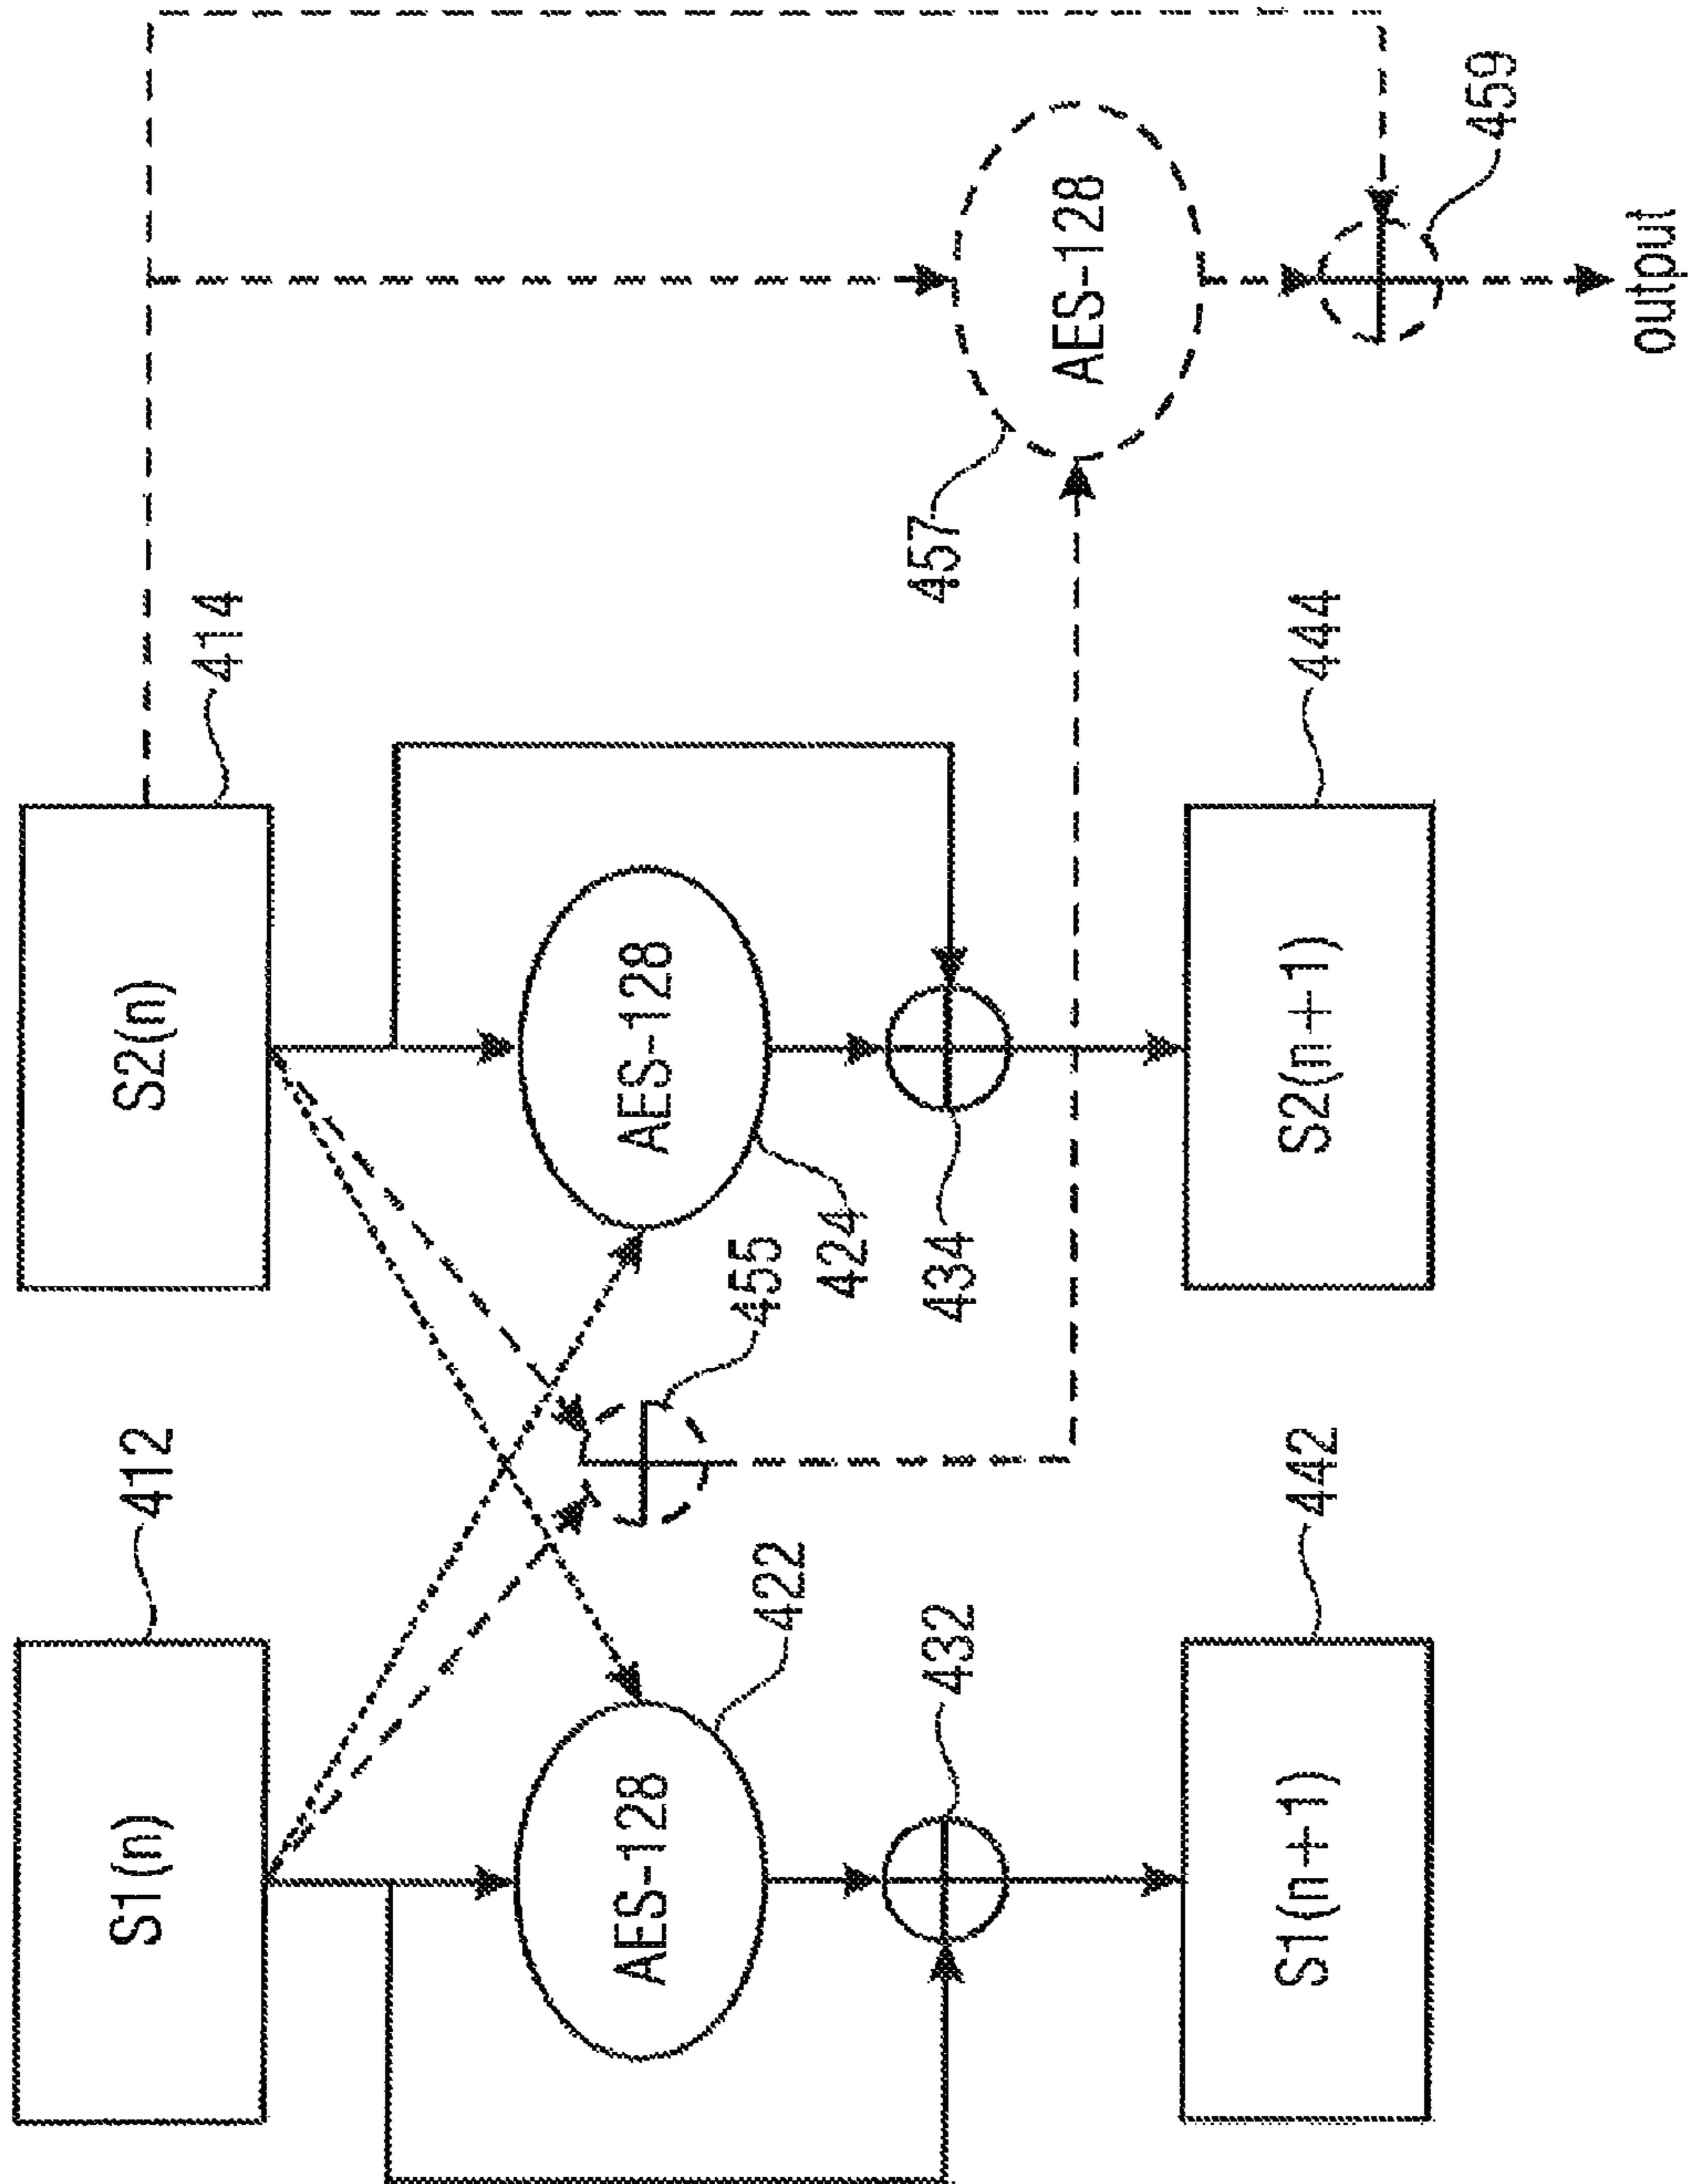 S1(n)
412
S2(n)
414
AES-128
422
455
AES-128
424
432
434
457
AES-128
459
S1(n+1)
442
S2(n+1)
444
output